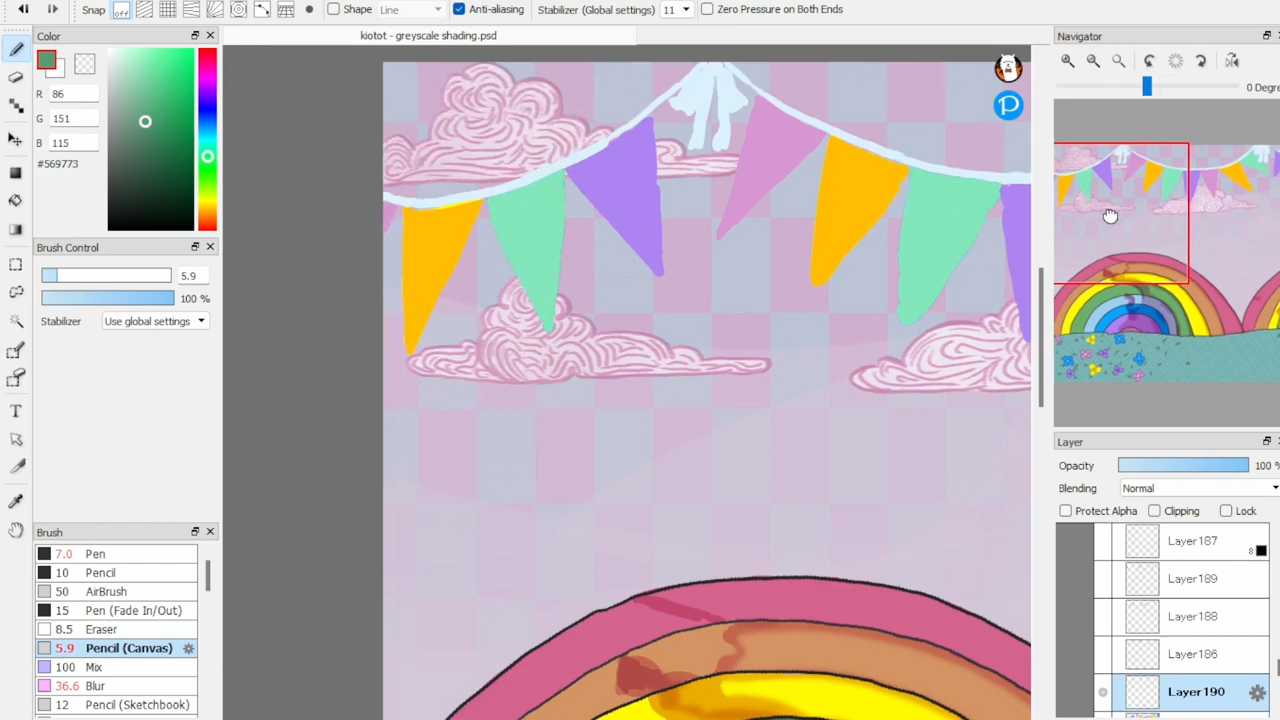 Snap off Shape Line Anti-aliasing Stabilizer (Global settings) 11 Zero Pressure on Both Ends
Color
kiotot - greyscale shading.psd
Navigator
R 86
G 151
B 115
#569773
0 Degre
Brush Control
5.9
100 %
Stabilizer Use global settings
Layer
Opacity 100 %
Blending Normal
Protect Alpha Clipping Lock
Brush
7.0 Pen
10 Pencil
50 AirBrush
15 Pen (Fade In/Out)
8.5 Eraser
5.9 Pencil (Canvas)
100 Mix
36.6 Blur
12 Pencil (Sketchbook)
Layer187
8
Layer189
Layer188
Layer186
Layer190